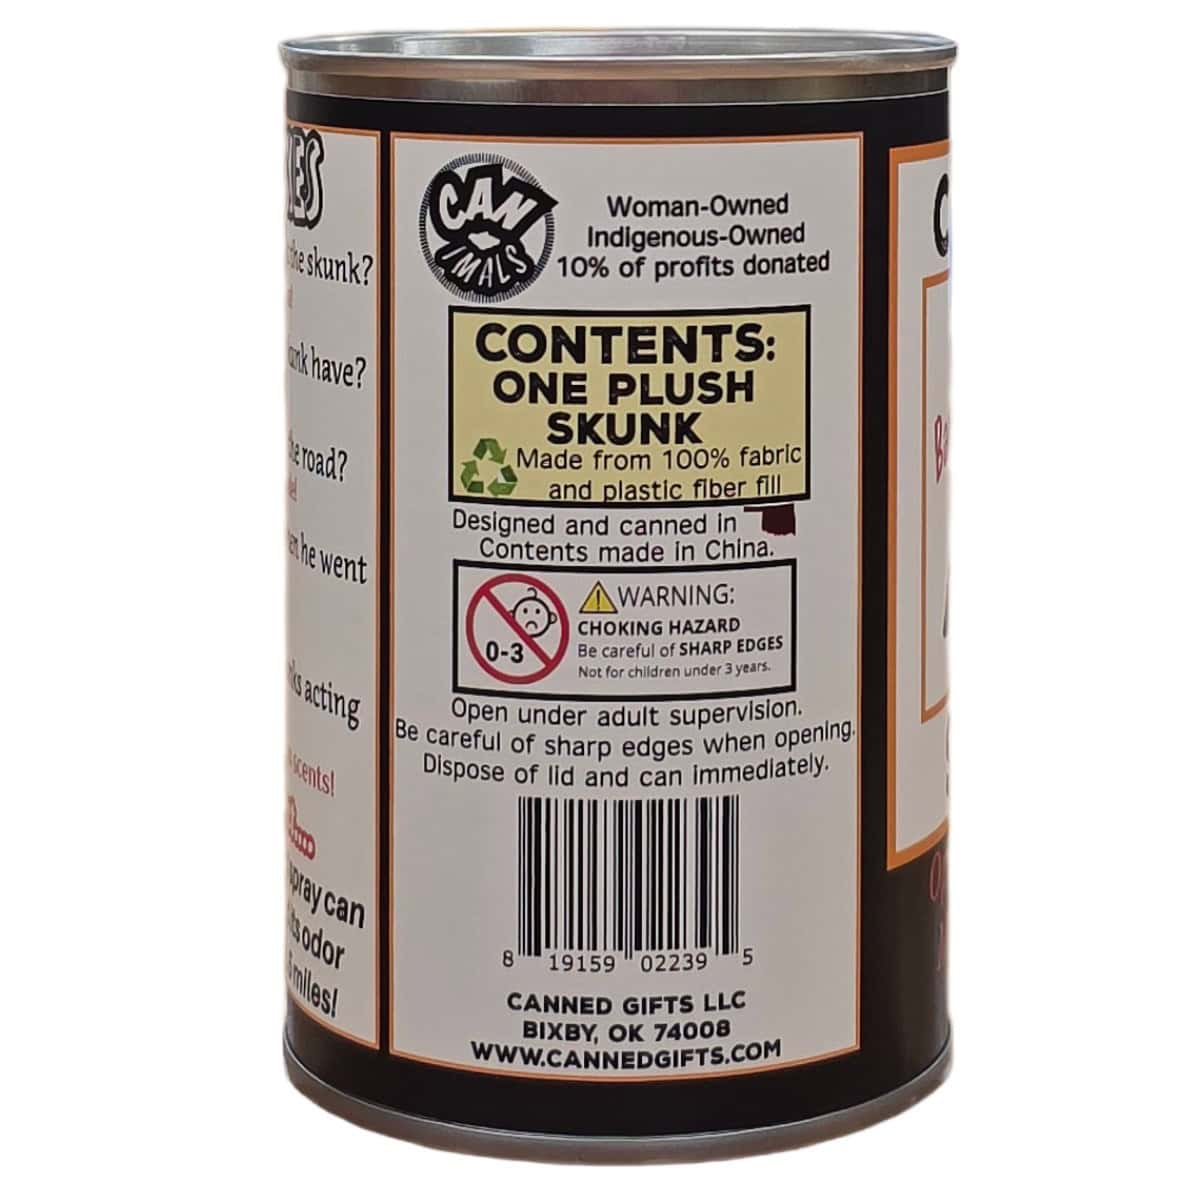 ES
the skunk?
have?
road?
he went
acting
scents!
spray can
odor
miles!
CAN
IMALS
Woman-Owned
Indigenous-Owned
10% of profits donated
CONTENTS:
ONE PLUSH
SKUNK
Made from 100% fabric
and plastic fiber fill
Designed and canned in
Contents made in China.
0-3
WARNING:
CHOKING HAZARD
Be careful of SHARP EDGES
Not for children under 3 years.
Open under adult supervision.
Be careful of sharp edges when opening.
Dispose of lid and can immediately.
8 19159 02239 5
CANNED GIFTS LLC
BIXBY, OK 74008
WWW.CANNEDGIFTS.COM